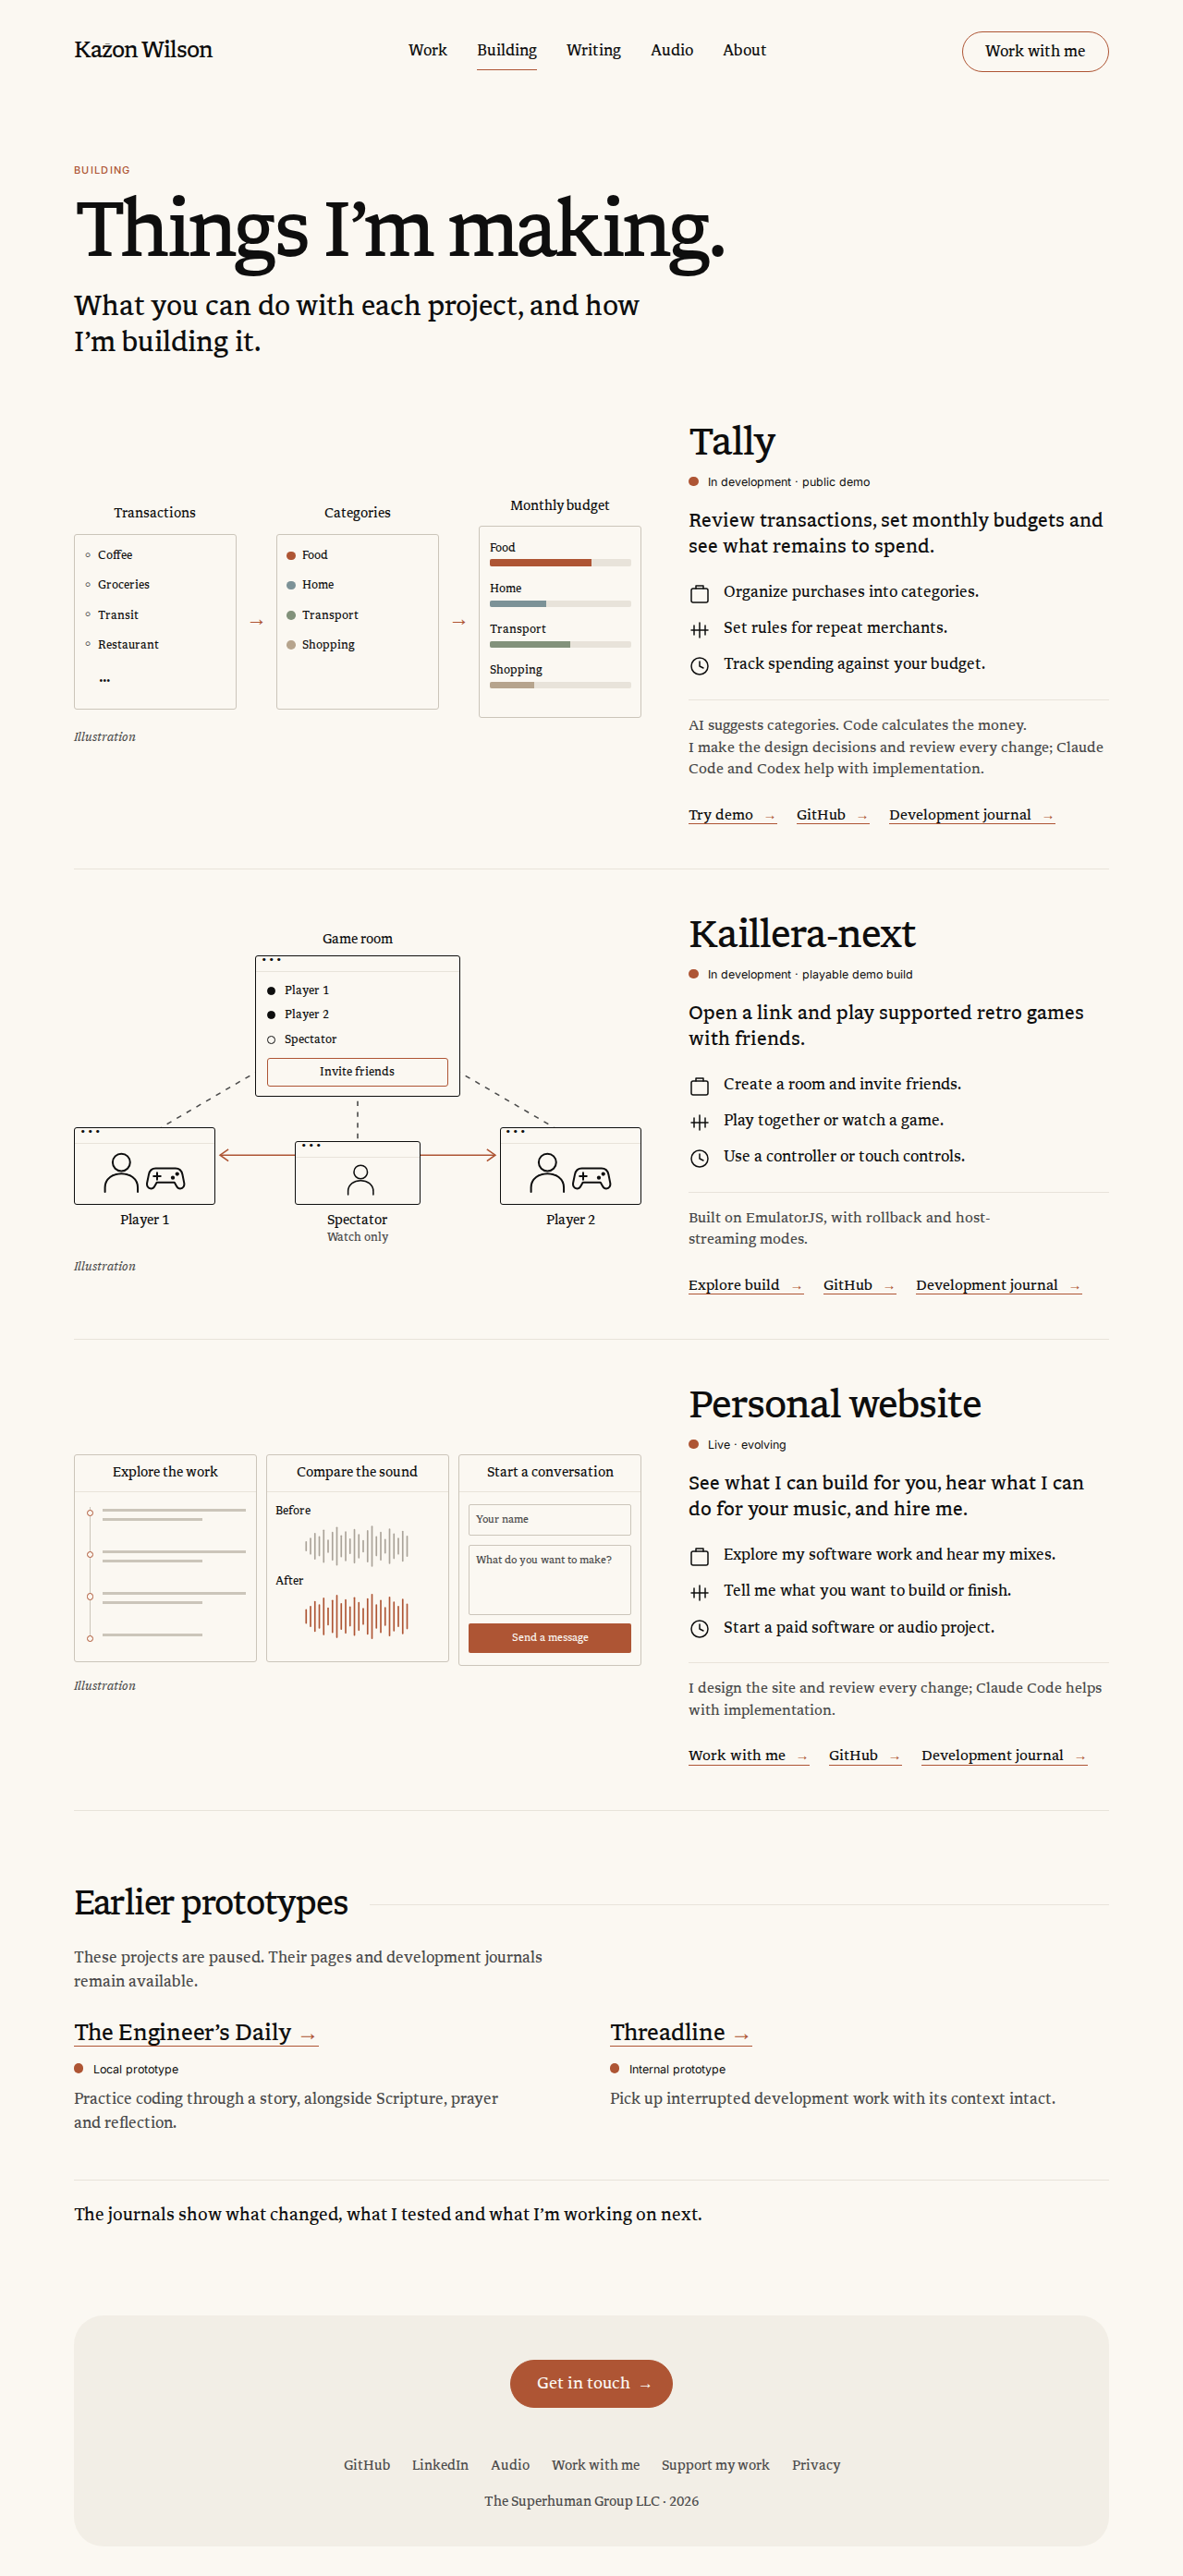 Kazon Wilson
Work Building Writing Audio About
Work with me
BUILDING
Things I’m making.
What you can do with each project, and how
I’m building it.
Transactions
Coffee
Groceries
Transit
Restaurant
...
→
Categories
Food
Home
Transport
Shopping
→
Monthly budget
Food
Home
Transport
Shopping
Illustration
Tally
In development · public demo
Review transactions, set monthly budgets and
see what remains to spend.
Organize purchases into categories.
Set rules for repeat merchants.
Track spending against your budget.
AI suggests categories. Code calculates the money.
I make the design decisions and review every change; Claude
Code and Codex help with implementation.
Try demo → GitHub → Development journal →
Game room
Player 1
Player 2
Spectator
Invite friends
Player 1
Spectator
Watch only
Player 2
Illustration
Kaillera-next
In development · playable demo build
Open a link and play supported retro games
with friends.
Create a room and invite friends.
Play together or watch a game.
Use a controller or touch controls.
Built on EmulatorJS, with rollback and host-
streaming modes.
Explore build → GitHub → Development journal →
Explore the work
Compare the sound
Before
After
Start a conversation
Your name
What do you want to make?
Send a message
Illustration
Personal website
Live · evolving
See what I can build for you, hear what I can
do for your music, and hire me.
Explore my software work and hear my mixes.
Tell me what you want to build or finish.
Start a paid software or audio project.
I design the site and review every change; Claude Code helps
with implementation.
Work with me → GitHub → Development journal →
Earlier prototypes
These projects are paused. Their pages and development journals
remain available.
The Engineer’s Daily →
Local prototype
Practice coding through a story, alongside Scripture, prayer
and reflection.
Threadline →
Internal prototype
Pick up interrupted development work with its context intact.
The journals show what changed, what I tested and what I’m working on next.
Get in touch →
GitHub LinkedIn Audio Work with me Support my work Privacy
The Superhuman Group LLC · 2026